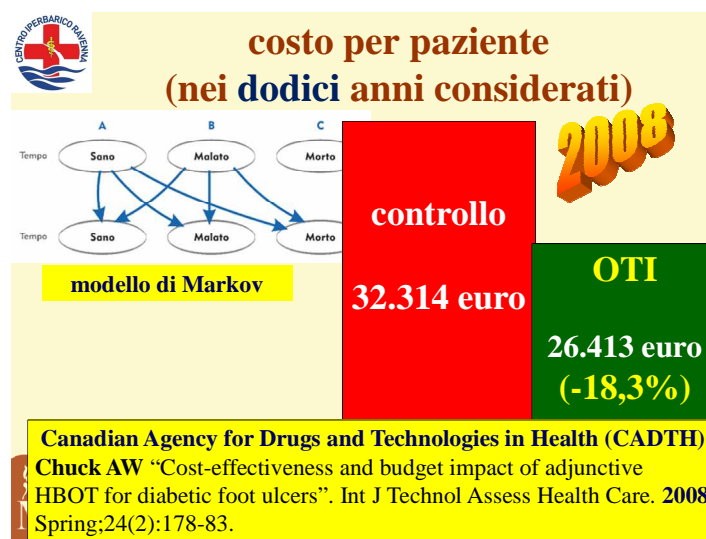 CENTRO IPERBARICO RAVENNA
costo per paziente
(nei dodici anni considerati)
2008
A B C
Tempo Sano Malato Morto
Tempo Sano Malato Morto
modello di Markov
controllo
32.314 euro
OTI
26.413 euro
(-18,3%)
Canadian Agency for Drugs and Technologies in Health (CADTH)
Chuck AW “Cost-effectiveness and budget impact of adjunctive
HBOT for diabetic foot ulcers”. Int J Technol Assess Health Care. 2008
Spring;24(2):178-83.